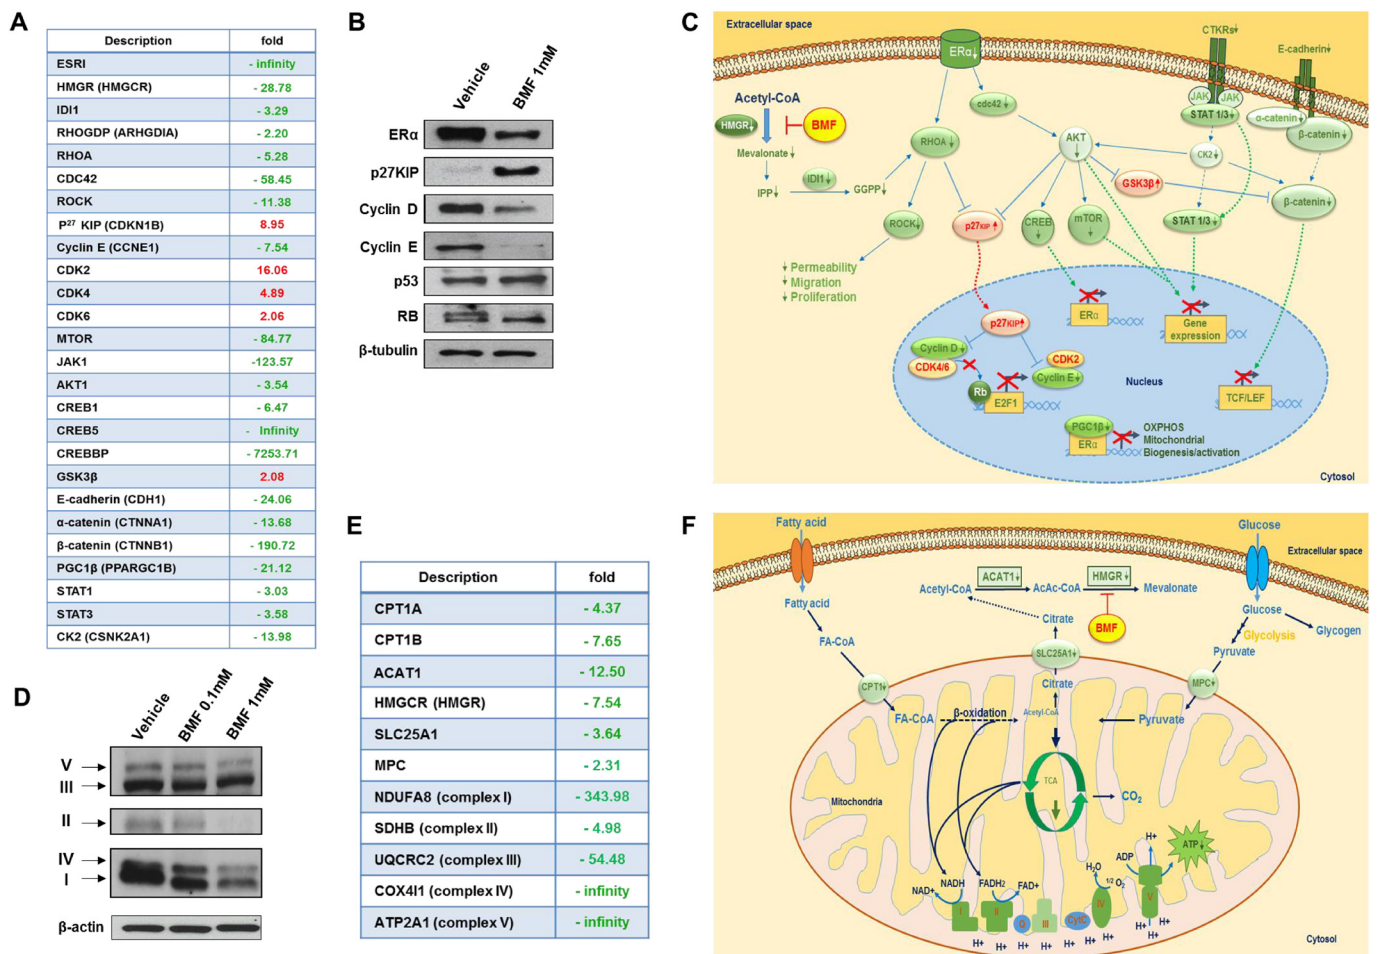 A
Description fold
ESRI - infinity
HMGR (HMGCR) - 28.78
IDI1 - 3.29
RHOGDP (ARHGDIA) - 2.20
RHOA - 5.28
CDC42 - 58.45
ROCK - 11.38
P27 KIP (CDKN1B) 8.95
Cyclin E (CCNE1) - 7.54
CDK2 16.06
CDK4 4.89
CDK6 2.06
MTOR - 84.77
JAK1 -123.57
AKT1 - 3.54
CREB1 - 6.47
CREB5 - Infinity
CREBBP - 7253.71
GSK3β 2.08
E-cadherin (CDH1) - 24.06
α-catenin (CTNNA1) - 13.68
β-catenin (CTNNB1) - 190.72
PGC1β (PPARGC1B) - 21.12
STAT1 - 3.03
STAT3 - 3.58
CK2 (CSNK2A1) - 13.98
B
Vehicle
BMF 1mM
ERα
p27KIP
Cyclin D
Cyclin E
p53
RB
β-tubulin
C
Extracellular space
ERα
CTKRs
E-cadherin
JAK JAK
STAT 1/3
α-catenin
β-catenin
Acetyl-CoA
HMGR
BMF
Mevalonate
IPP
IDI1
GGPP
cdc42
RHOA
AKT
CK2
GSK3β
β-catenin
ROCK
p27KIP
CREB
mTOR
STAT 1/3
Permeability
Migration
Proliferation
p27KIP
ERα
Gene
expression
Cyclin D
CDK4/6
CDK2
Cyclin E
Rb
E2F1
Nucleus
TCF/LEF
PGC1β
ERα
OXPHOS
Mitochondrial
Biogenesis/activation
Cytosol
D
Vehicle
BMF 0.1mM
BMF 1mM
V
III
II
IV
I
β-actin
E
Description fold
CPT1A - 4.37
CPT1B - 7.65
ACAT1 - 12.50
HMGCR (HMGR) - 7.54
SLC25A1 - 3.64
MPC - 2.31
NDUFA8 (complex I) - 343.98
SDHB (complex II) - 4.98
UQCRC2 (complex III) - 54.48
COX4I1 (complex IV) - infinity
ATP2A1 (complex V) - infinity
F
Fatty acid
Glucose
Extracellular space
ACAT1
HMGR
Acetyl-CoA AcAc-CoA Mevalonate
Fatty acid
Glucose
Citrate
BMF
Glycolysis
Glycogen
FA-CoA
SLC25A1
Pyruvate
CPT1
Citrate
MPC
FA-CoA
β-oxidation
Acetyl-CoA
Pyruvate
TCA
Mitochondria
CO2
H+
ATP
ADP
H2O
1/2 O2
NAD+
NADH
FADH2
FAD+
I
II
Q
III
CytC
IV
V
H+ H+ H+ H+ H+ H+ H+ H+ H+ H+ H+
Cytosol